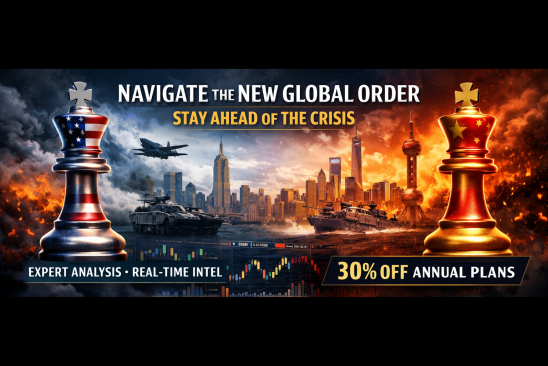 NAVIGATE THE NEW GLOBAL ORDER
STAY AHEAD OF THE CRISIS
EXPERT ANALYSIS • REAL-TIME INTEL
30% OFF ANNUAL PLANS